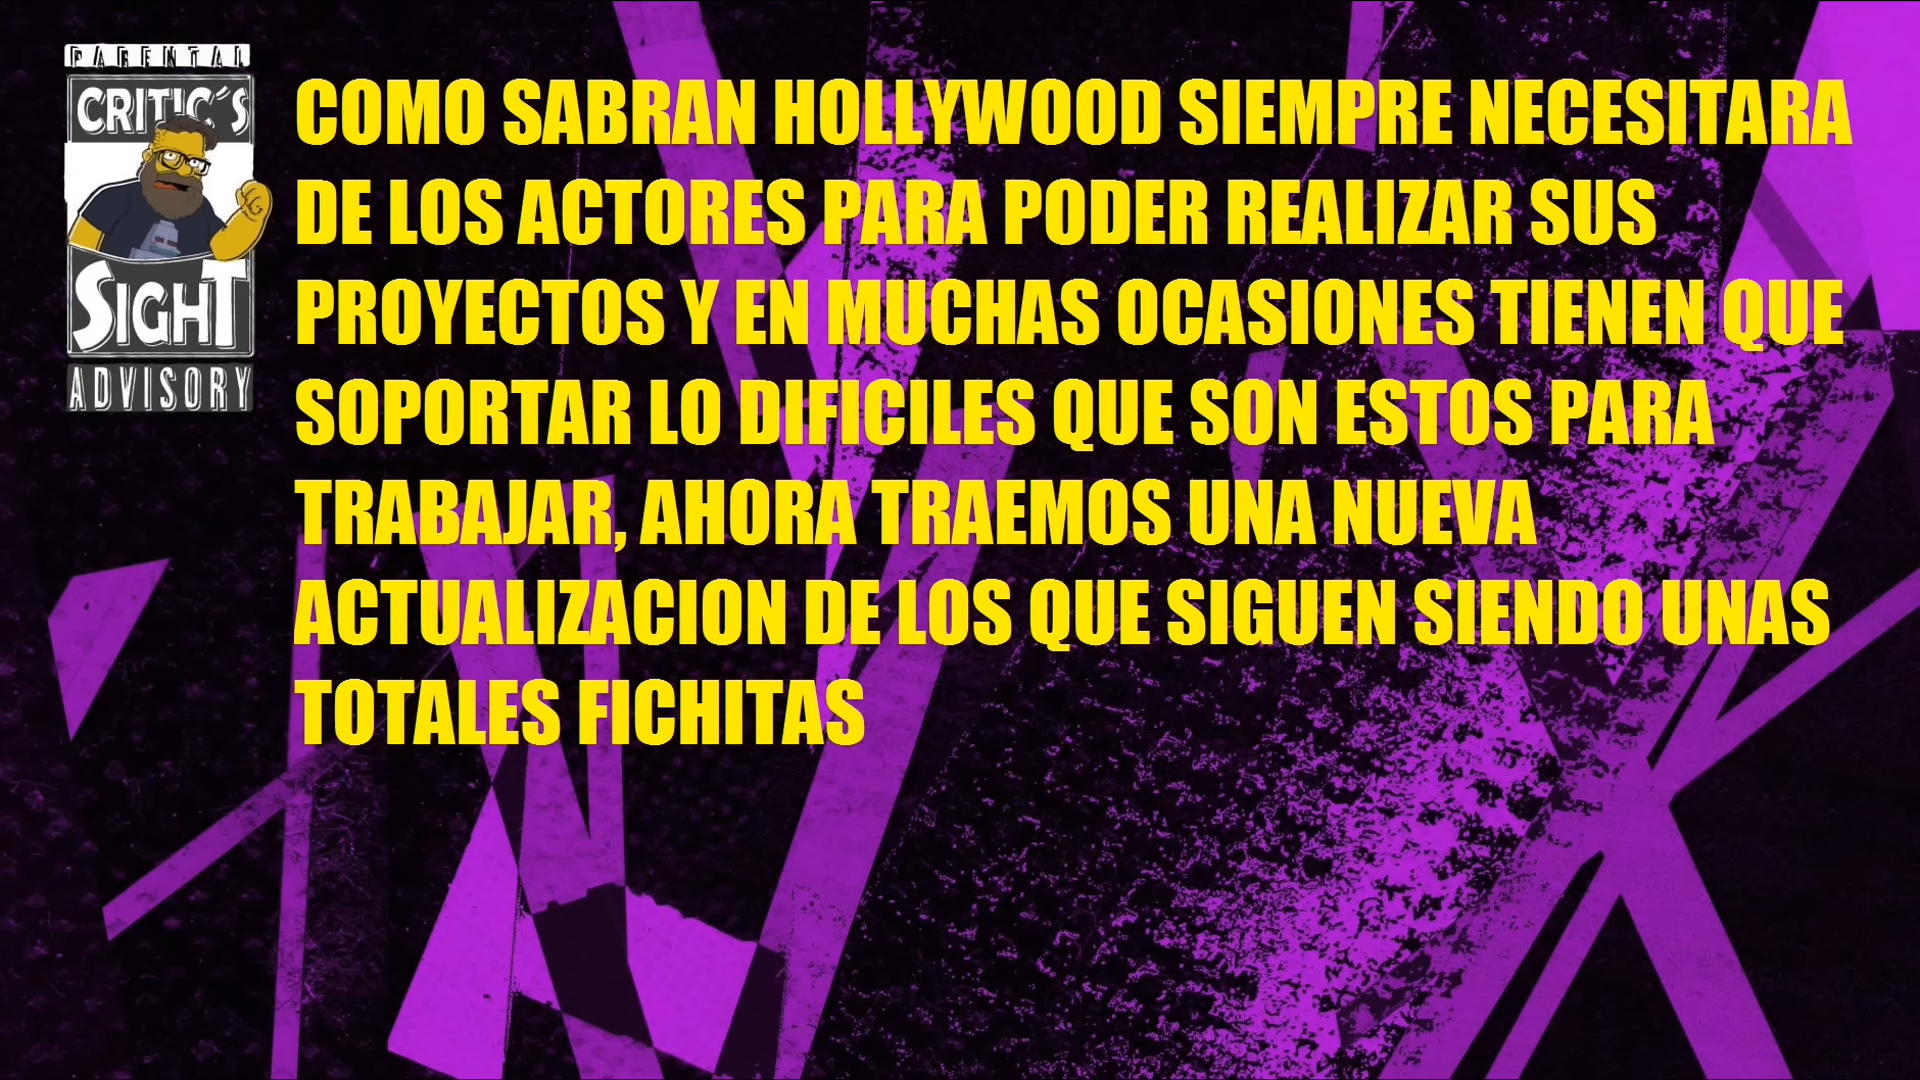 PARENTAL
CRITIC´S
SIGHT
ADVISORY
COMO SABRAN HOLLYWOOD SIEMPRE NECESITARA
DE LOS ACTORES PARA PODER REALIZAR SUS
PROYECTOS Y EN MUCHAS OCASIONES TIENEN QUE
SOPORTAR LO DIFICILES QUE SON ESTOS PARA
TRABAJAR, AHORA TRAEMOS UNA NUEVA
ACTUALIZACION DE LOS QUE SIGUEN SIENDO UNAS
TOTALES FICHITAS